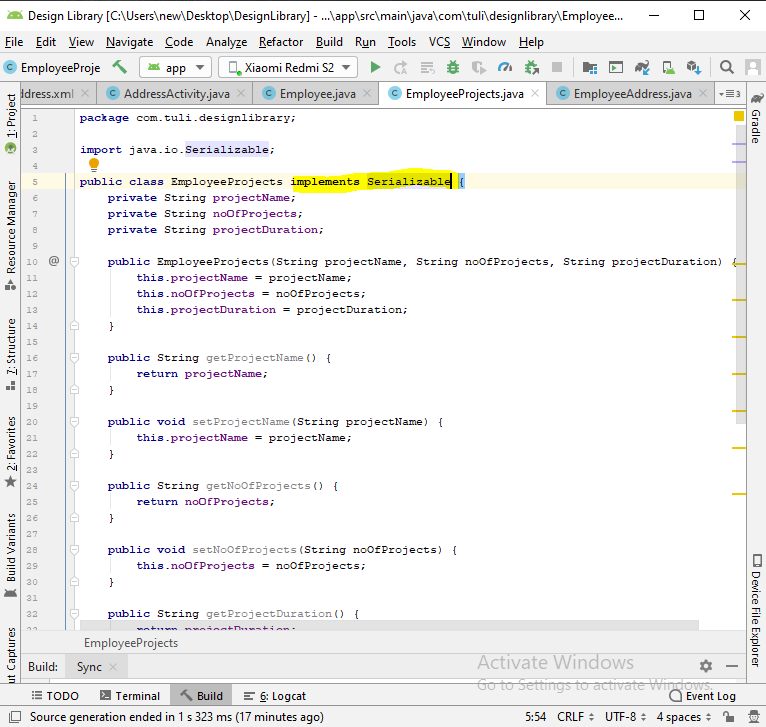 Design Library [C:\Users\new\Desktop\DesignLibrary] - ...\app\src\main\java\com\tuli\designlibrary\Employee...
File Edit View Navigate Code Analyze Refactor Build Run Tools VCS Window Help
EmployeeProje app Xiaomi Redmi S2
ddress.xml AddressActivity.java Employee.java EmployeeProjects.java EmployeeAddress.java 3
1: Project
Resource Manager
7: Structure
2: Favorites
Build Variants
ut Captures
1 package com.tuli.designlibrary;
2
3 import java.io.Serializable;
4
5 public class EmployeeProjects implements Serializable {
6 private String projectName;
7 private String noOfProjects;
8 private String projectDuration;
9
10 @ public EmployeeProjects(String projectName, String noOfProjects, String projectDuration) {
11 this.projectName = projectName;
12 this.noOfProjects = noOfProjects;
13 this.projectDuration = projectDuration;
14 }
15
16 public String getProjectName() {
17 return projectName;
18 }
19
20 public void setProjectName(String projectName) {
21 this.projectName = projectName;
22 }
23
24 public String getNoOfProjects() {
25 return noOfProjects;
26 }
27
28 public void setNoOfProjects(String noOfProjects) {
29 this.noOfProjects = noOfProjects;
30 }
31
32 public String getProjectDuration() {
33 return projectDuration;
Gradle
Device File Explorer
EmployeeProjects
Build: Sync
Activate Windows
Go to Settings to activate Windows.
TODO Terminal Build 6: Logcat Event Log
Source generation ended in 1 s 323 ms (17 minutes ago) 5:54 CRLF UTF-8 4 spaces